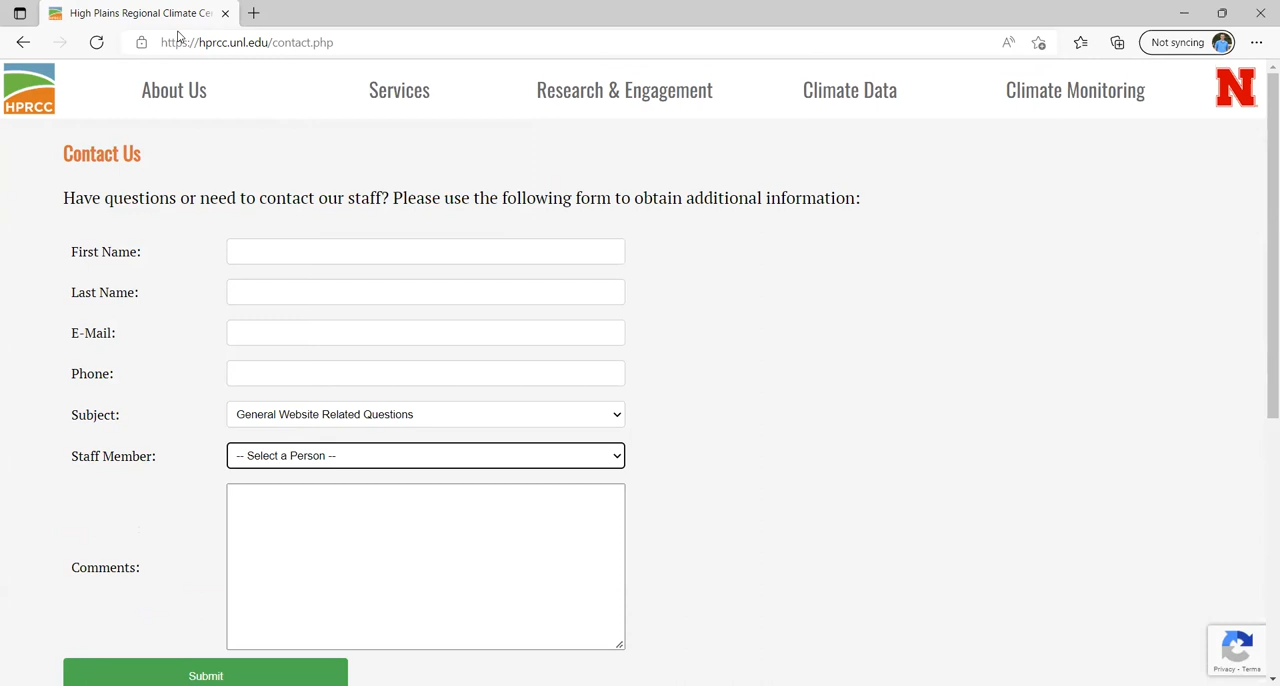 High Plains Regional Climate Ce
https://hprcc.unl.edu/contact.php
Not syncing
HPRCC
About Us
Services
Research & Engagement
Climate Data
Climate Monitoring
N
Contact Us
Have questions or need to contact our staff? Please use the following form to obtain additional information:
First Name:
Last Name:
E-Mail:
Phone:
Subject:
General Website Related Questions
Staff Member:
-- Select a Person --
Comments:
Submit
Privacy - Terms